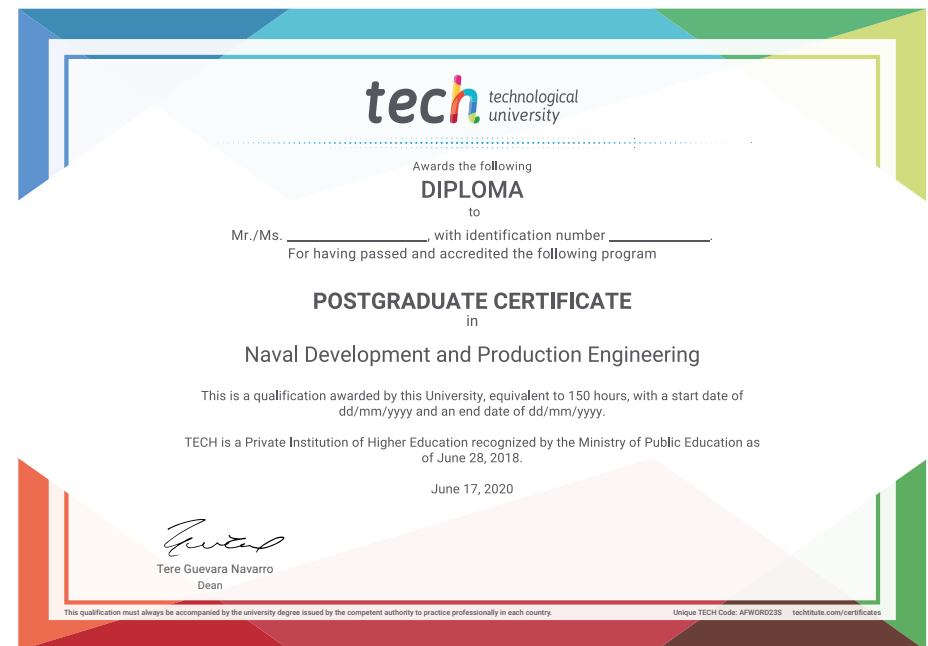 tech technological
university
Awards the following
DIPLOMA
to
Mr./Ms. ____________, with identification number ____________.
For having passed and accredited the following program
POSTGRADUATE CERTIFICATE
in
Naval Development and Production Engineering
This is a qualification awarded by this University, equivalent to 150 hours, with a start date of
dd/mm/yyyy and an end date of dd/mm/yyyy.
TECH is a Private Institution of Higher Education recognized by the Ministry of Public Education as
of June 28, 2018.
June 17, 2020
Tere Guevara Navarro
Dean
This qualification must always be accompanied by the university degree issued by the competent authority to practice professionally in each country.
Unique TECH Code: AFWORD23S techtitute.com/certificates